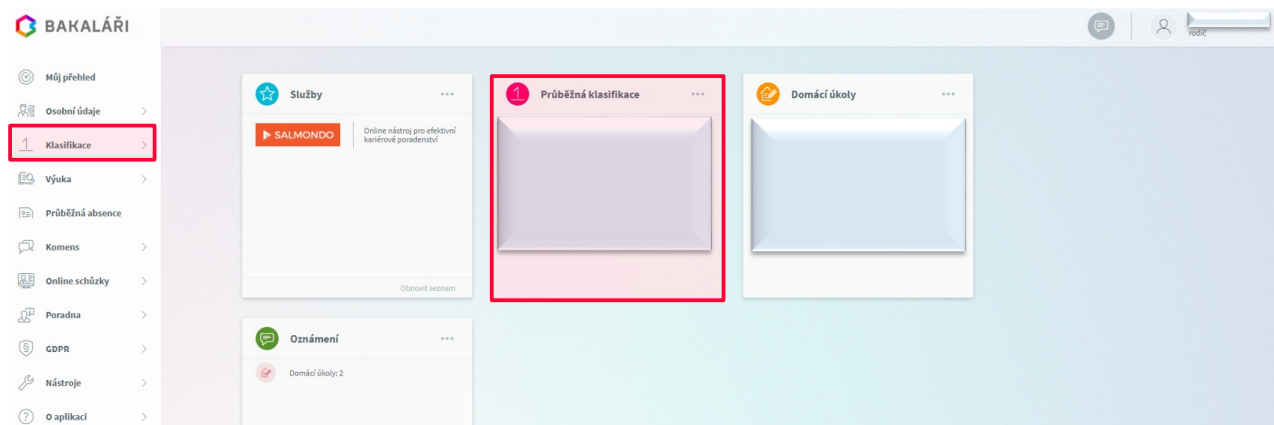 BAKALÁŘI
rodič
Můj přehled
Osobní údaje
Klasifikace
Výuka
Průběžná absence
Komens
Online schůzky
Poradna
GDPR
Nástroje
O aplikaci
Služby
SALMONDO
Online nástroj pro efektivní
kariérové poradenství
Obnovit seznam
Průběžná klasifikace
Domácí úkoly
Oznámení
Domácí úkoly: 2